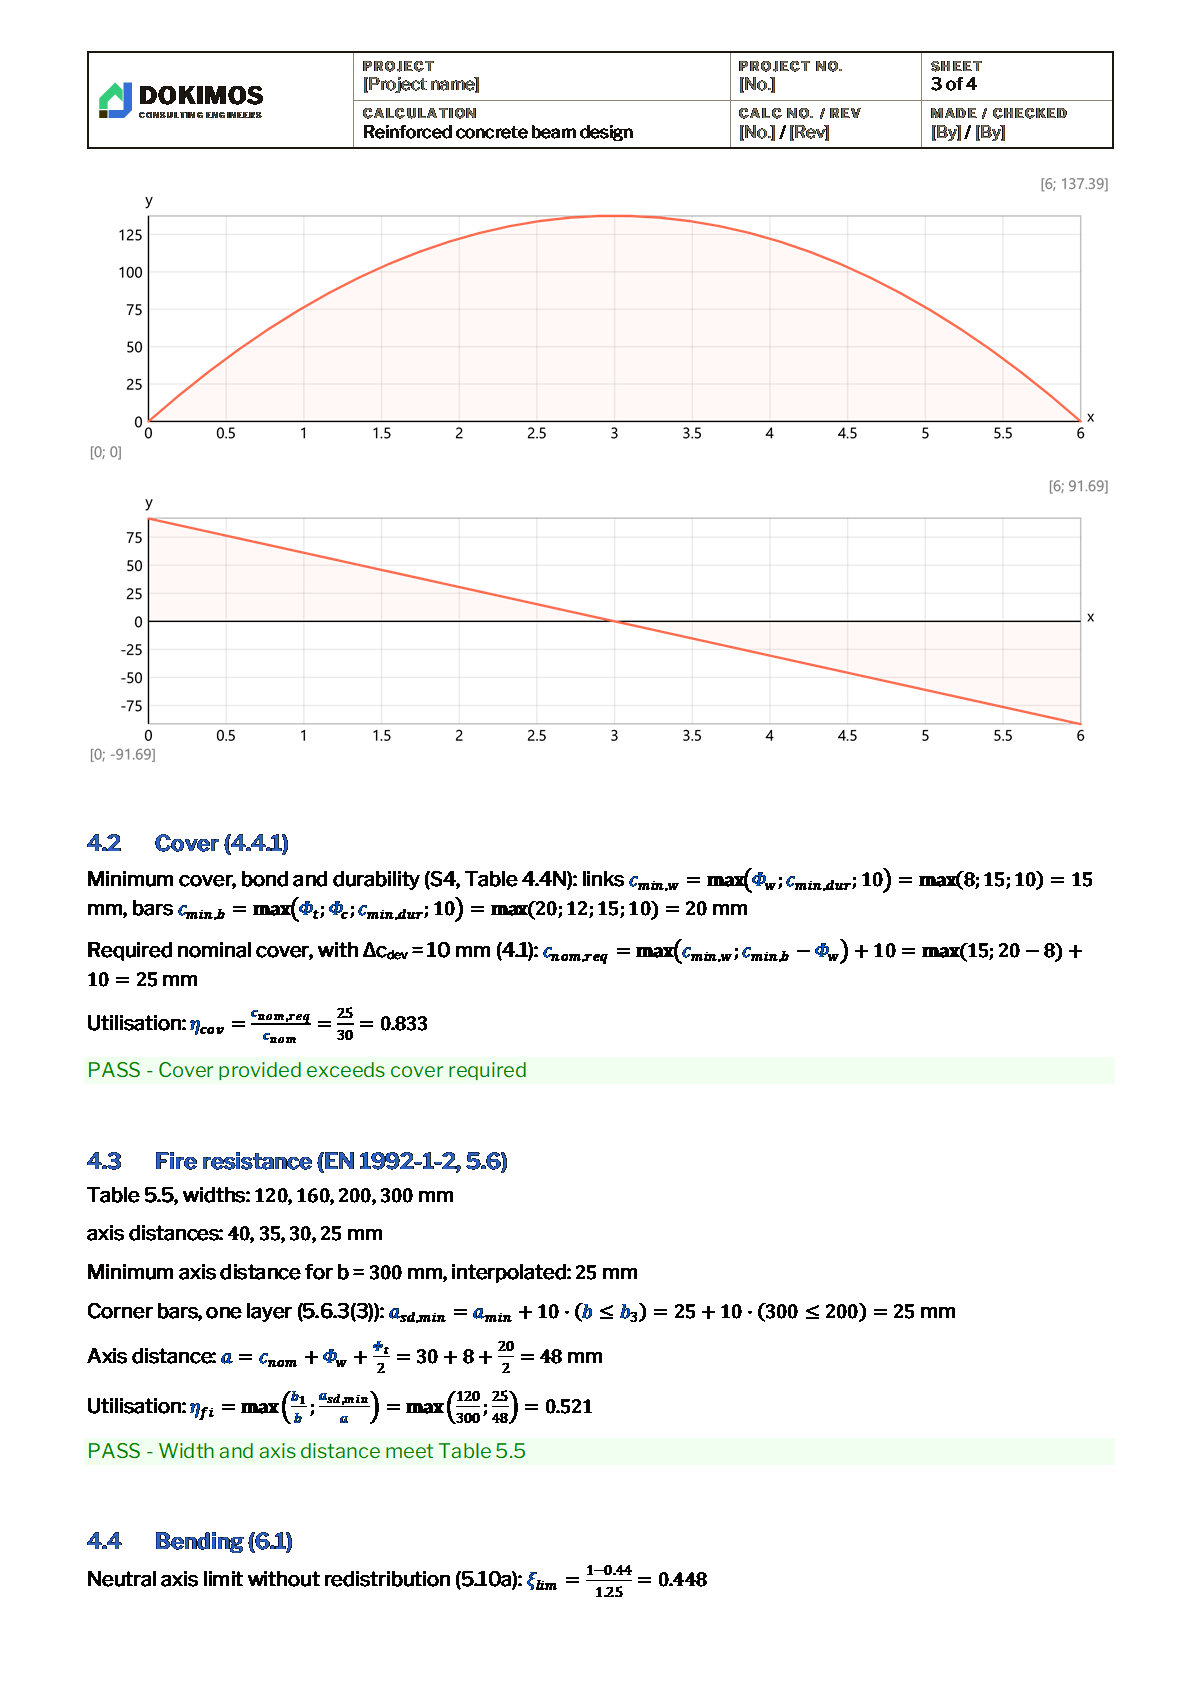 DOKIMOS
CONSULTING ENGINEERS
PROJECT
[Project name]
PROJECT NO.
[No.]
SHEET
3 of 4
CALCULATION
Reinforced concrete beam design
CALC NO. / REV
[No.] / [Rev]
MADE / CHECKED
[By] / [By]
[6; 137.39]
y
125
100
75
50
25
0
x
0 0.5 1 1.5 2 2.5 3 3.5 4 4.5 5 5.5 6
[0; 0]
[6; 91.69]
y
75
50
25
0
x
-25
-50
-75
0 0.5 1 1.5 2 2.5 3 3.5 4 4.5 5 5.5 6
[0; -91.69]
4.2 Cover (4.4.1)
Minimum cover, bond and durability (S4, Table 4.4N): links c_min,w = max(Φ_w; c_min,dur; 10) = max(8; 15; 10) = 15
mm, bars c_min,b = max(Φ_t; Φ_c; c_min,dur; 10) = max(20; 12; 15; 10) = 20 mm
Required nominal cover, with Δc_dev = 10 mm (4.1): c_nom,req = max(c_min,w; c_min,b − Φ_w) + 10 = max(15; 20 − 8) +
10 = 25 mm
Utilisation: η_cov = c_nom,req/c_nom = 25/30 = 0.833
PASS - Cover provided exceeds cover required
4.3 Fire resistance (EN 1992-1-2, 5.6)
Table 5.5, widths: 120, 160, 200, 300 mm
axis distances: 40, 35, 30, 25 mm
Minimum axis distance for b = 300 mm, interpolated: 25 mm
Corner bars, one layer (5.6.3(3)): a_sd,min = a_min + 10 · (b ≤ b_3) = 25 + 10 · (300 ≤ 200) = 25 mm
Axis distance: a = c_nom + Φ_w + Φ_t/2 = 30 + 8 + 20/2 = 48 mm
Utilisation: η_fi = max(b_1/b; a_sd,min/a) = max(120/300; 25/48) = 0.521
PASS - Width and axis distance meet Table 5.5
4.4 Bending (6.1)
Neutral axis limit without redistribution (5.10a): ξ_lim = 1−0.44/1.25 = 0.448